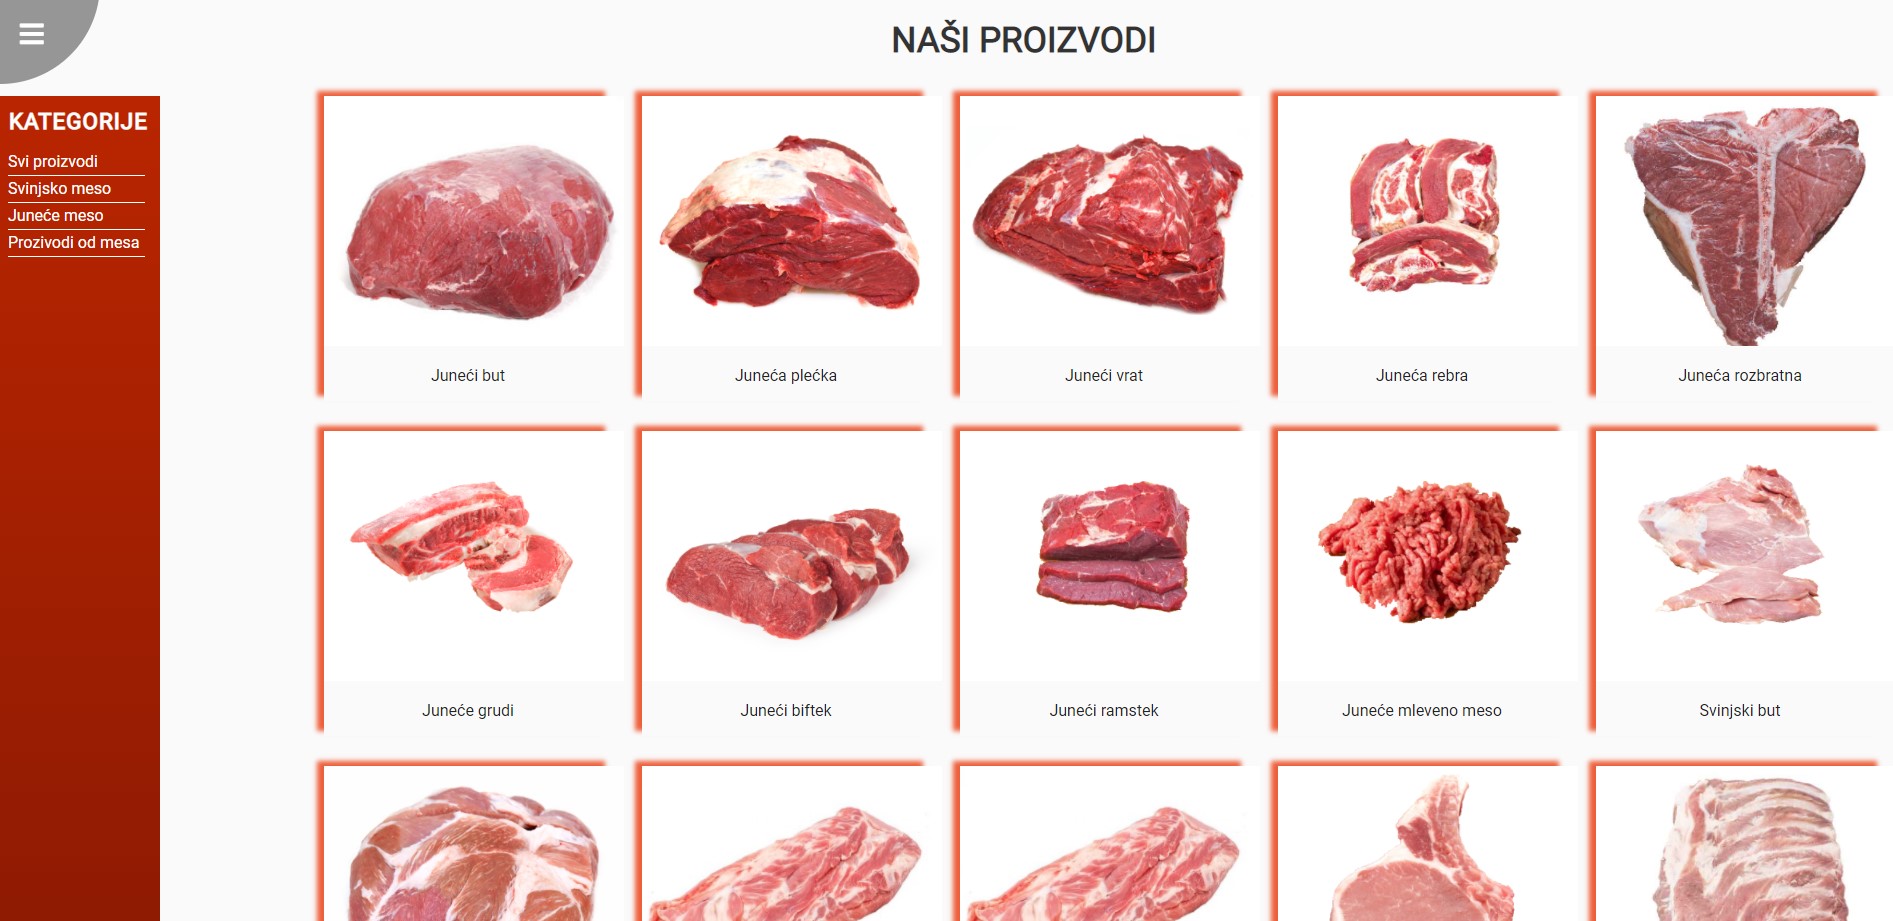 NAŠI PROIZVODI
KATEGORIJE
Svi proizvodi
Svinjsko meso
Juneće meso
Prozivodi od mesa
Juneći but
Juneća plećka
Juneći vrat
Juneća rebra
Juneća rozbratna
Juneće grudi
Juneći biftek
Juneći ramstek
Juneće mleveno meso
Svinjski but